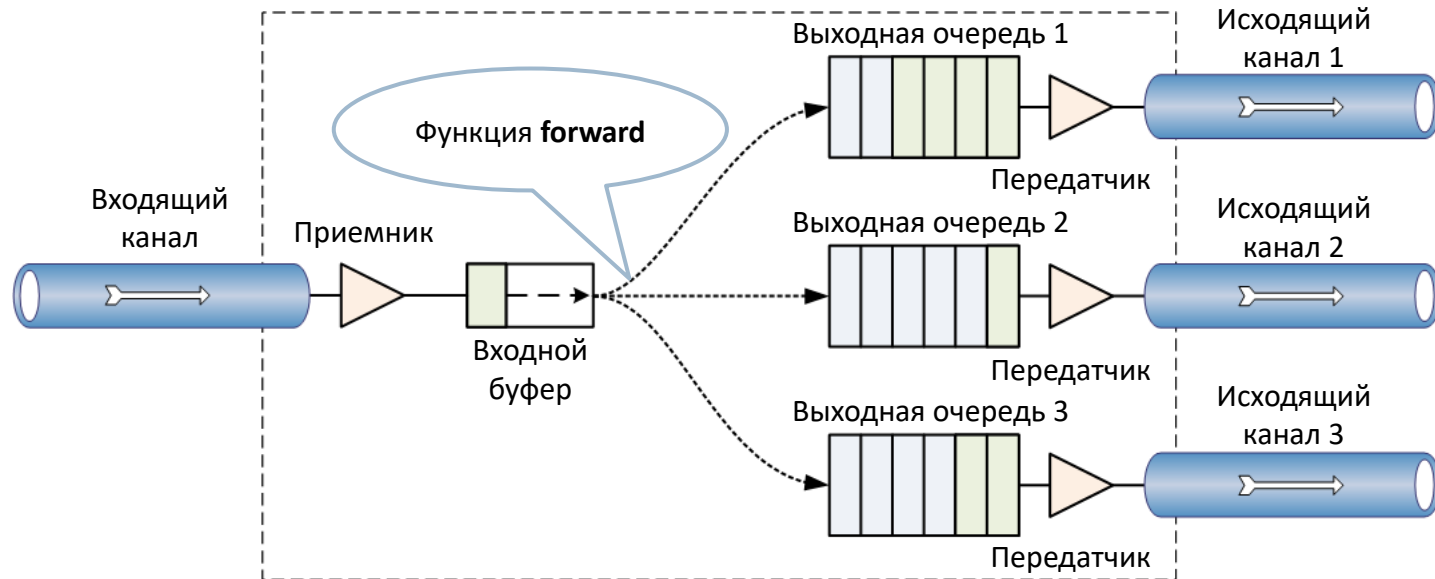 Выходная очередь 1
Исходящий
канал 1
Функция forward
Передатчик
Входящий
канал
Приемник
Входной
буфер
Выходная очередь 2
Исходящий
канал 2
Передатчик
Выходная очередь 3
Исходящий
канал 3
Передатчик